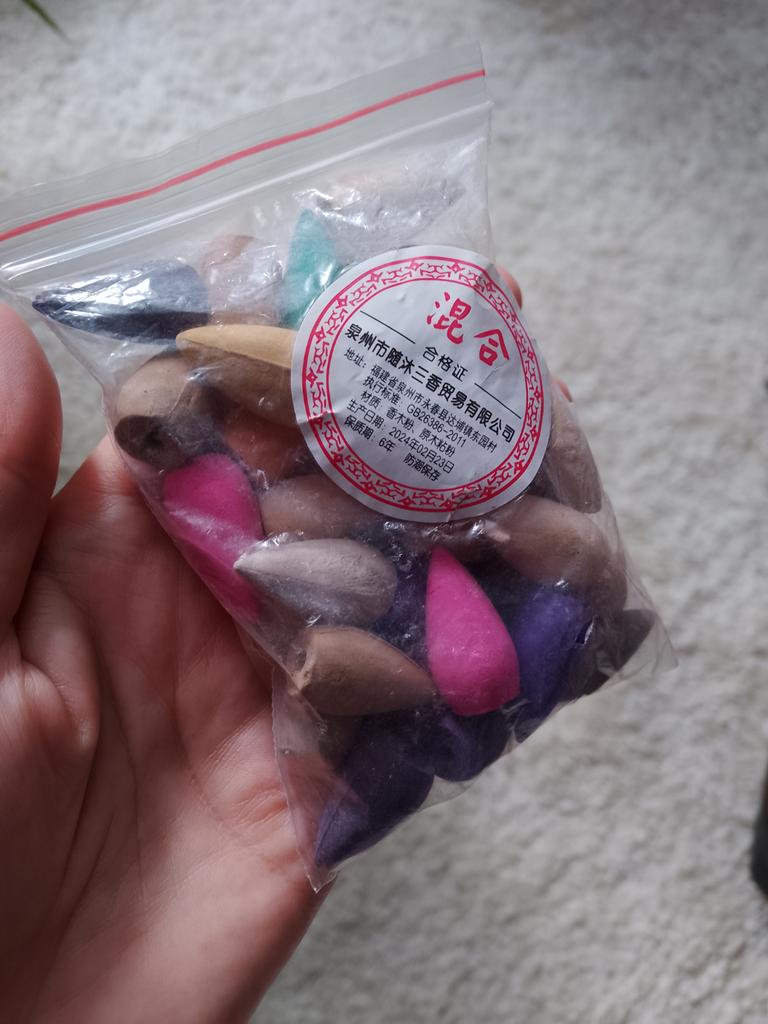 混合
合格证
泉州市随沐三香贸易有限公司
地址：福建省泉州市永春县达埔镇东园村
执行标准：GB26386-2011
材质：香木粉、原木粘粉
生产日期：2024年02月23日
保质期：6年 防潮保存